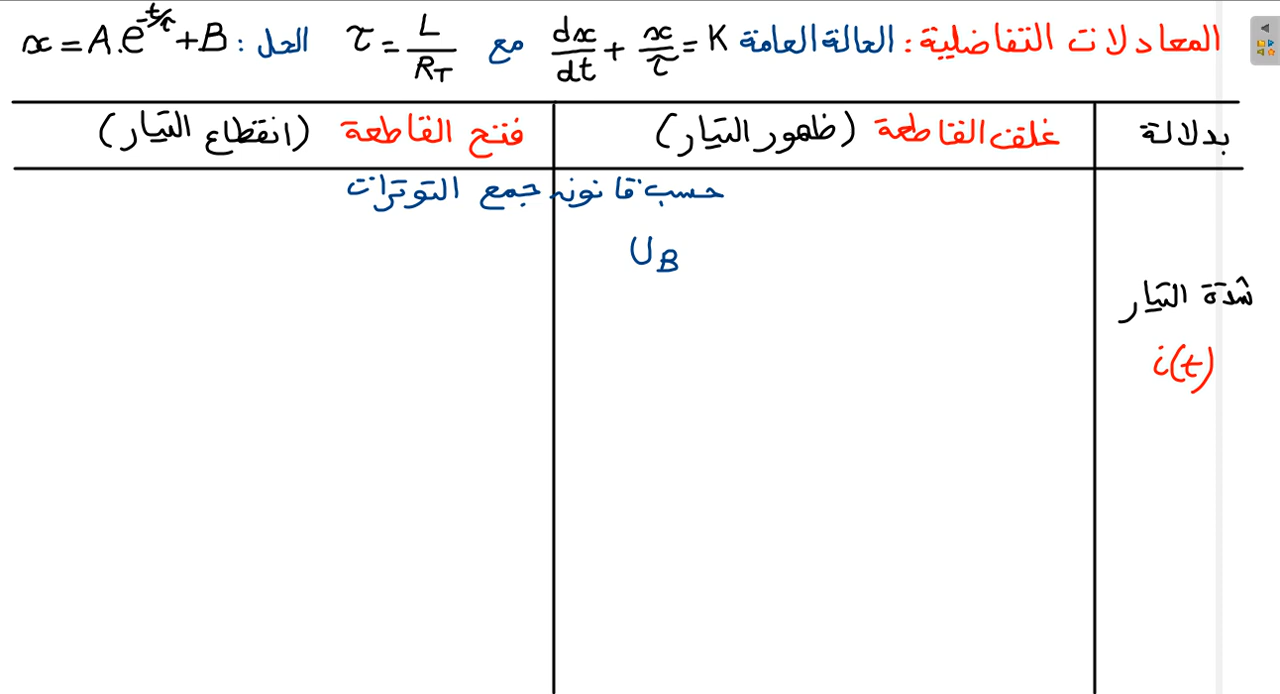 المعادلات التفاضلية: الحالة العامة dx/dt + x/τ = K مع τ = L/R_T الحل: x = A.e^(-t/τ) + B
بدلالة غلق القاطعة (ظهور التيار) فتح القاطعة (انقطاع التيار)
حسب قانون جمع التوترات
U_B
شدة التيار
i(t)